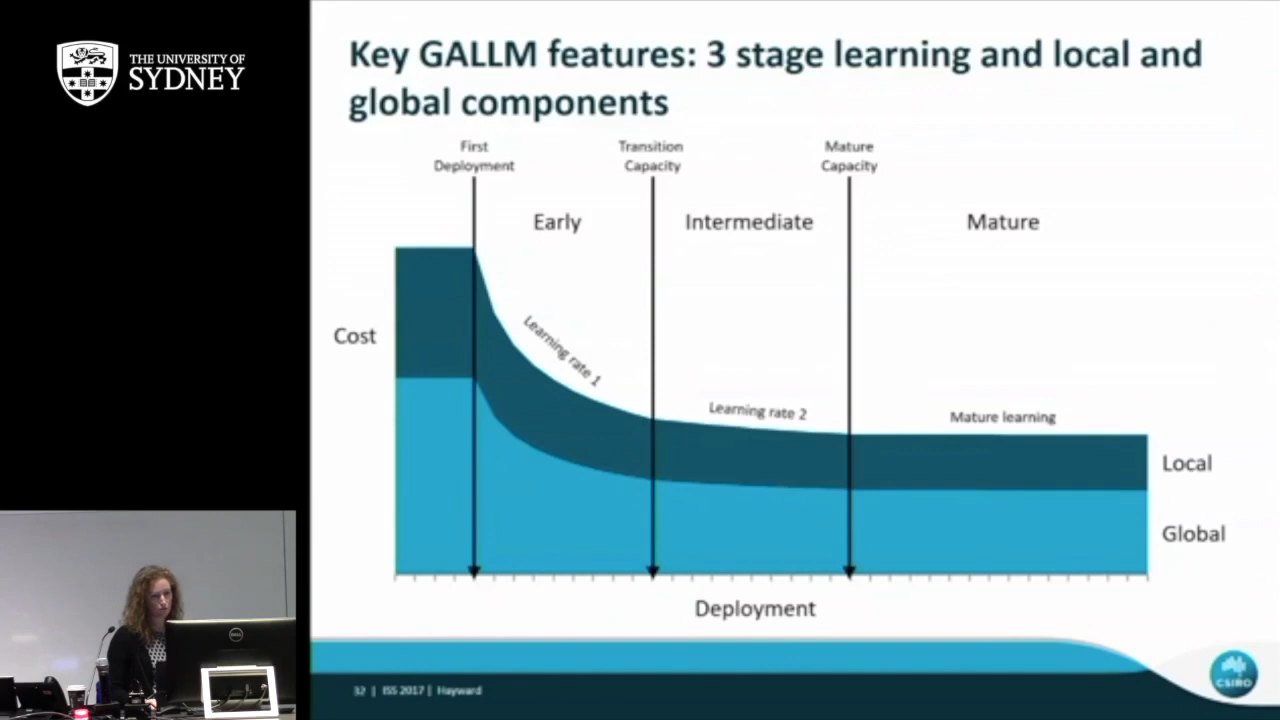 THE UNIVERSITY OF
SYDNEY
Key GALLM features: 3 stage learning and local and
global components
First
Deployment
Transition
Capacity
Mature
Capacity
Early
Intermediate
Mature
Cost
Learning rate 1
Learning rate 2
Mature learning
Local
Global
Deployment
32 | ISS 2017 | Hayward
CSIRO
DELL